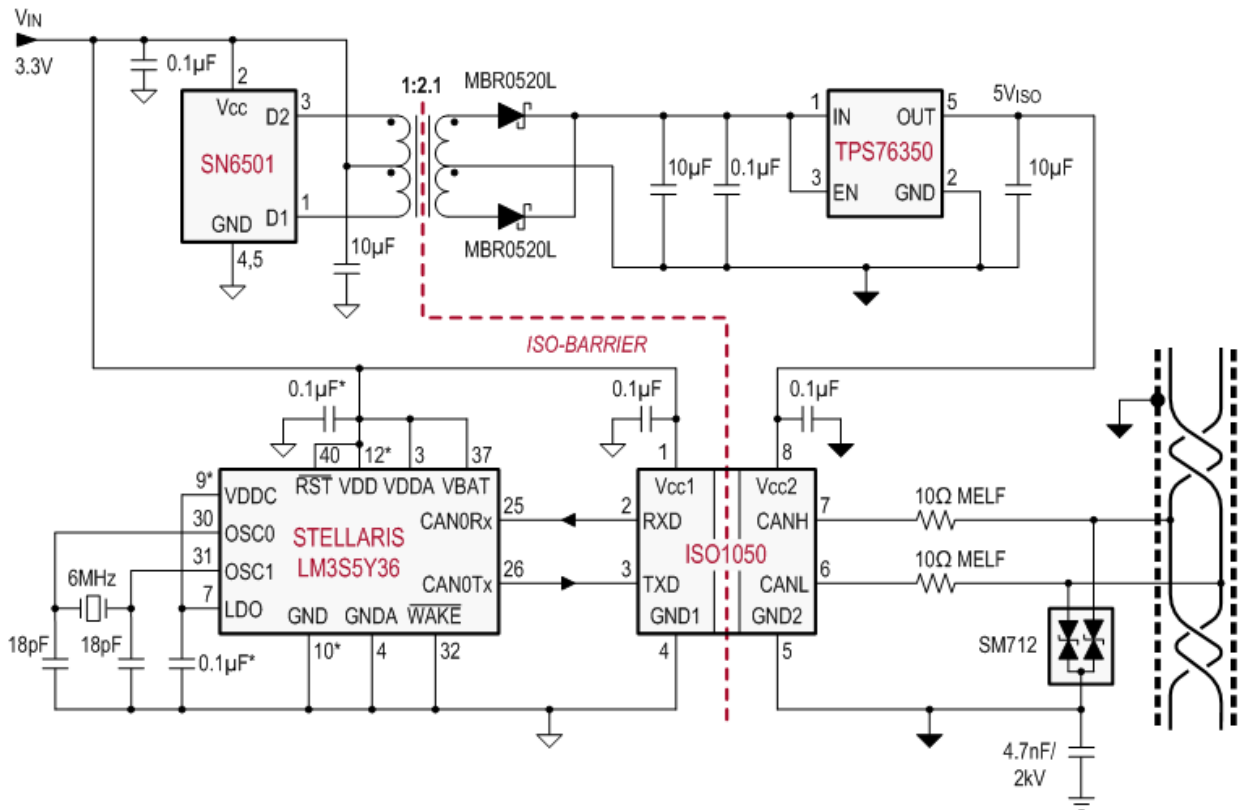 VIN
3.3V
0.1µF
2
Vcc
D2
3
SN6501
D1
1
GND
4,5
10µF
1:2.1
MBR0520L
MBR0520L
10µF
0.1µF
1
IN
OUT
5
TPS76350
3
EN
GND
2
5VISO
10µF
ISO-BARRIER
0.1µF*
40
12*
3
37
RST
VDD
VDDA
VBAT
9*
VDDC
30
OSC0
31
OSC1
7
LDO
STELLARIS
LM3S5Y36
CAN0Rx
25
CAN0Tx
26
GND
GNDA
WAKE
10*
4
32
6MHz
18pF
18pF
0.1µF*
0.1µF
1
Vcc1
2
RXD
3
TXD
GND1
4
ISO1050
0.1µF
8
Vcc2
CANH
7
CANL
6
GND2
5
10Ω MELF
10Ω MELF
SM712
4.7nF/
2kV